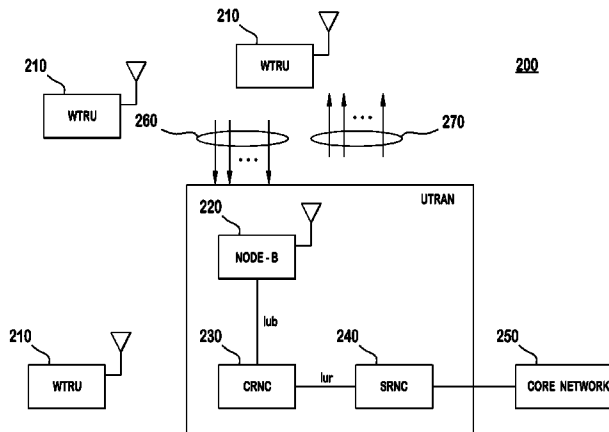 210
WTRU
210
WTRU
200
260
...
...
270
UTRAN
220
NODE - B
Iub
210
WTRU
230
CRNC
Iur
240
SRNC
250
CORE NETWORK